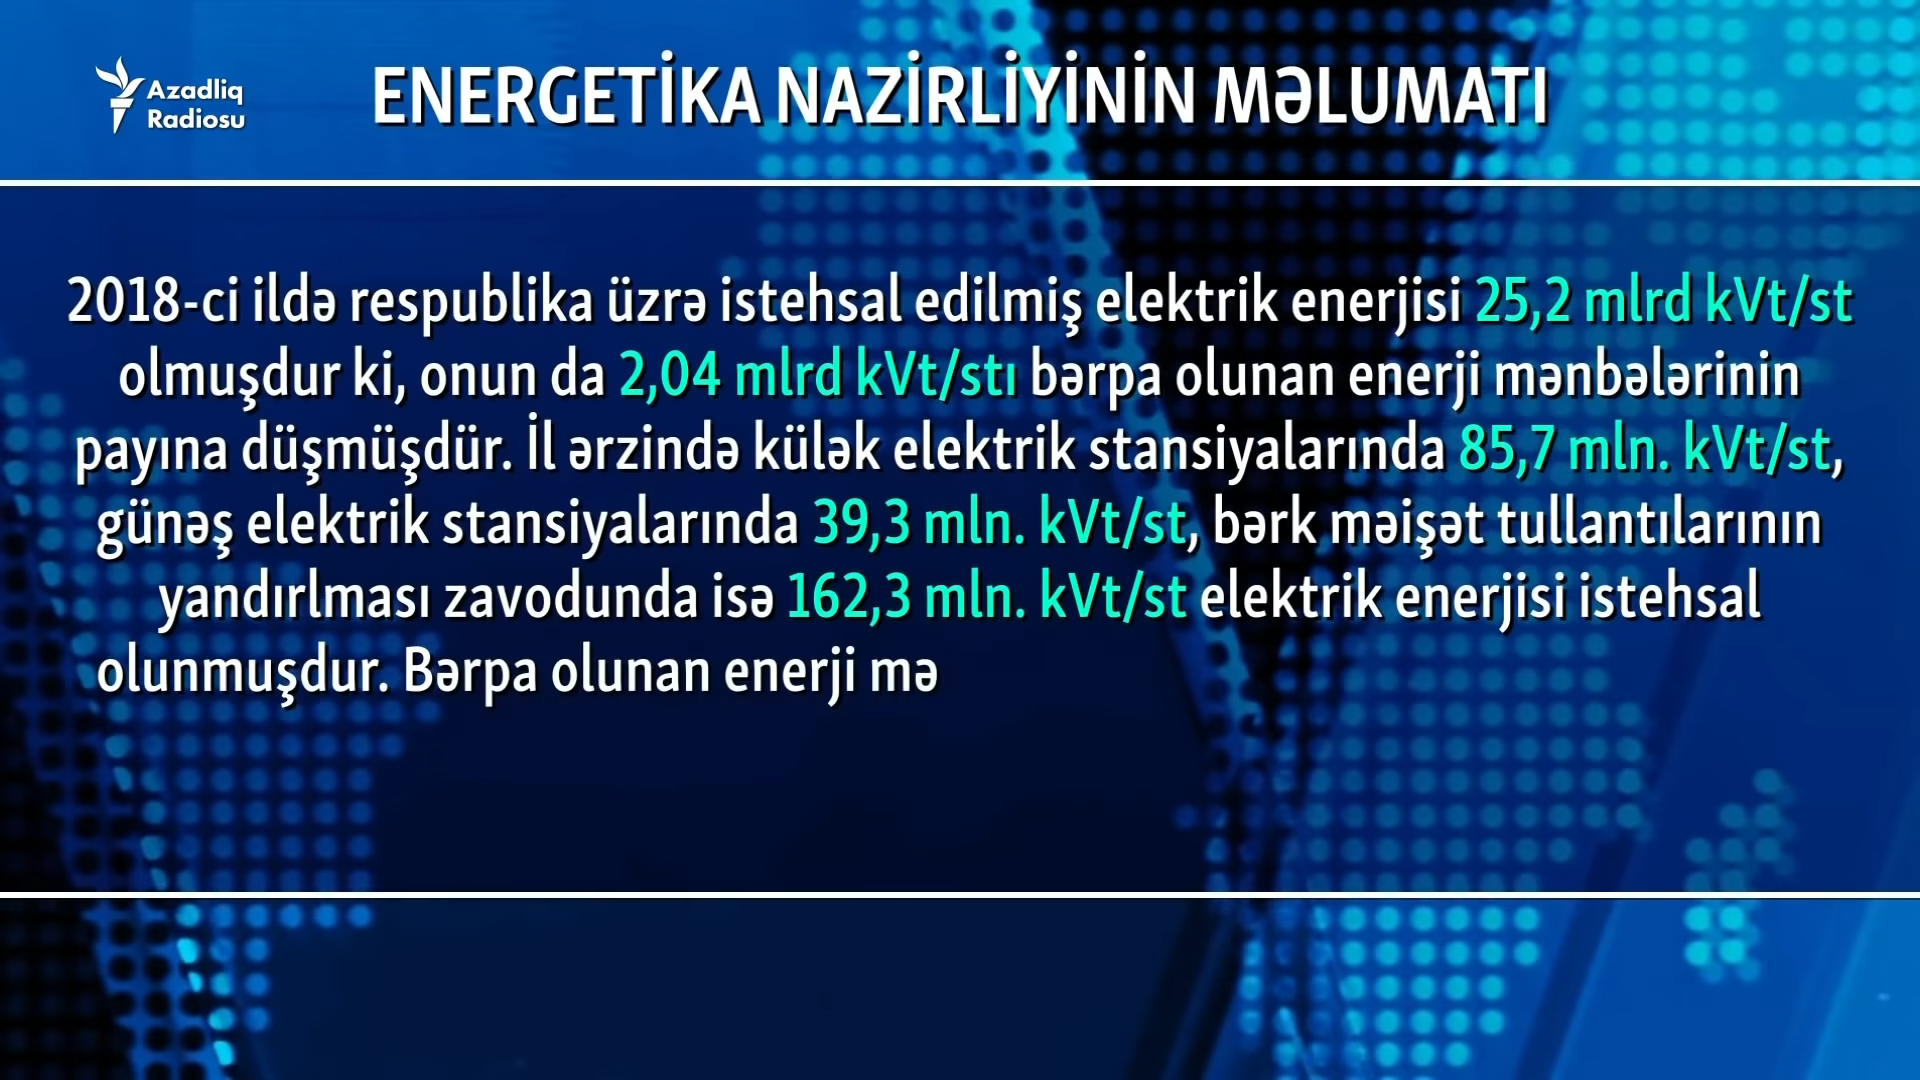 Azadlıq
Radiosu
ENERGETİKA NAZİRLİYİNİN MƏLUMATI
2018-ci ildə respublika üzrə istehsal edilmiş elektrik enerjisi 25,2 mlrd kVt/st
olmuşdur ki, onun da 2,04 mlrd kVt/stı bərpa olunan enerji mənbələrinin
payına düşmüşdür. İl ərzində külək elektrik stansiyalarında 85,7 mln. kVt/st,
günəş elektrik stansiyalarında 39,3 mln. kVt/st, bərk məişət tullantılarının
yandırlması zavodunda isə 162,3 mln. kVt/st elektrik enerjisi istehsal
olunmuşdur. Bərpa olunan enerji mə